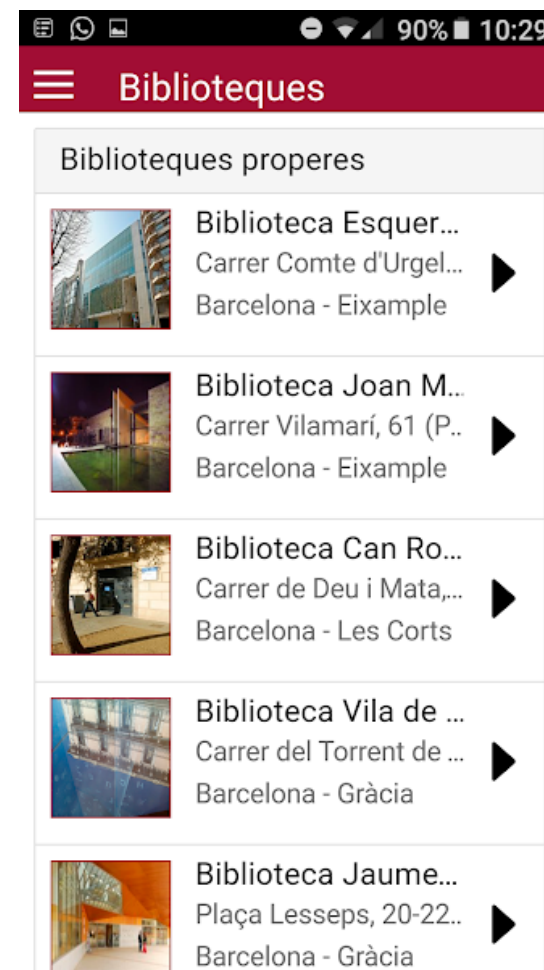 90% 10:29
Biblioteques
Biblioteques properes
Biblioteca Esquer...
Carrer Comte d'Urgel...
Barcelona - Eixample
Biblioteca Joan M...
Carrer Vilamarí, 61 (P..
Barcelona - Eixample
Biblioteca Can Ro...
Carrer de Deu i Mata,...
Barcelona - Les Corts
Biblioteca Vila de ...
Carrer del Torrent de ...
Barcelona - Gràcia
Biblioteca Jaume...
Plaça Lesseps, 20-22..
Barcelona - Gràcia